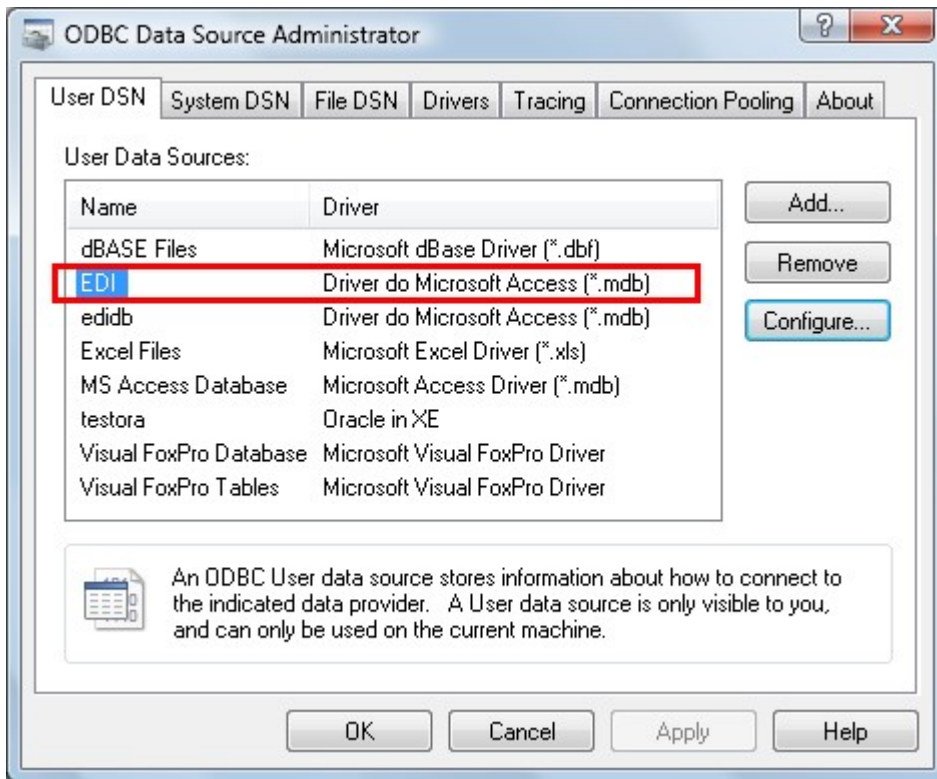 ODBC Data Source Administrator
User DSN System DSN File DSN Drivers Tracing Connection Pooling About
User Data Sources:
Name Driver
Add...
dBASE Files Microsoft dBase Driver (*.dbf)
Remove
EDI Driver do Microsoft Access (*.mdb)
edidb Driver do Microsoft Access (*.mdb)
Configure...
Excel Files Microsoft Excel Driver (*.xls)
MS Access Database Microsoft Access Driver (*.mdb)
testora Oracle in XE
Visual FoxPro Database Microsoft Visual FoxPro Driver
Visual FoxPro Tables Microsoft Visual FoxPro Driver
An ODBC User data source stores information about how to connect to
the indicated data provider. A User data source is only visible to you,
and can only be used on the current machine.
OK Cancel Apply Help